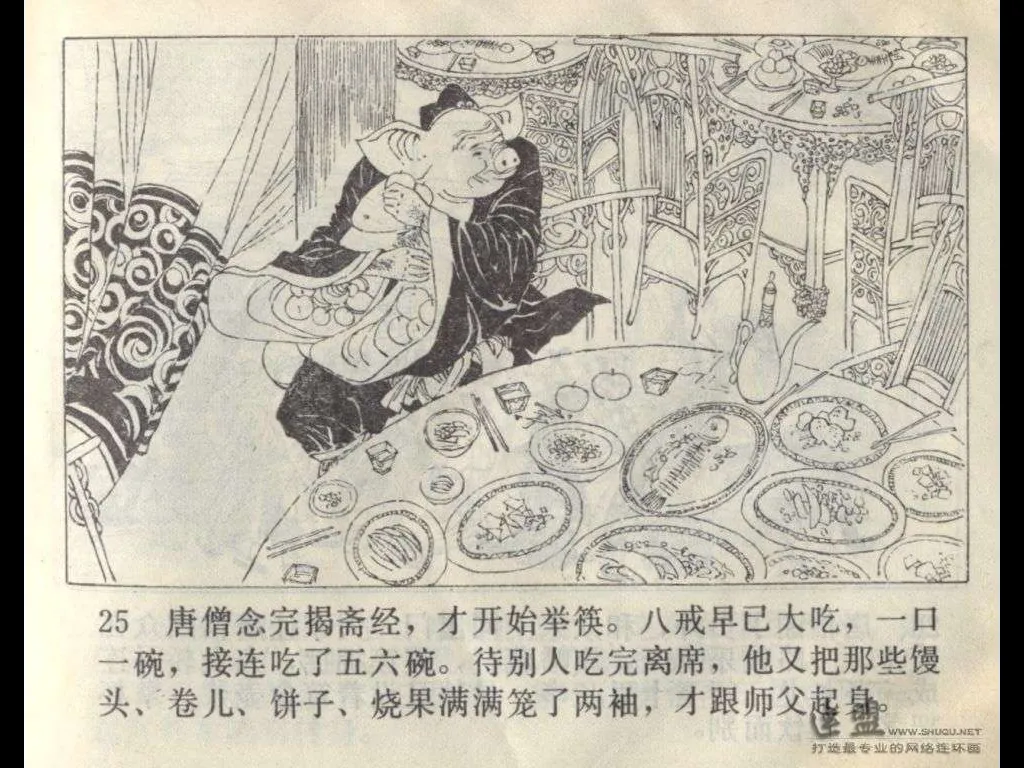 25 唐僧念完揭斋经，才开始举筷。八戒早已大吃，一口
一碗，接连吃了五六碗。待别人吃完离席，他又把那些馒
头、卷儿、饼子、烧果满满笼了两袖，才跟师父起身。
连盟 WWW.SHUQU.NET
打造最专业的网络连环画